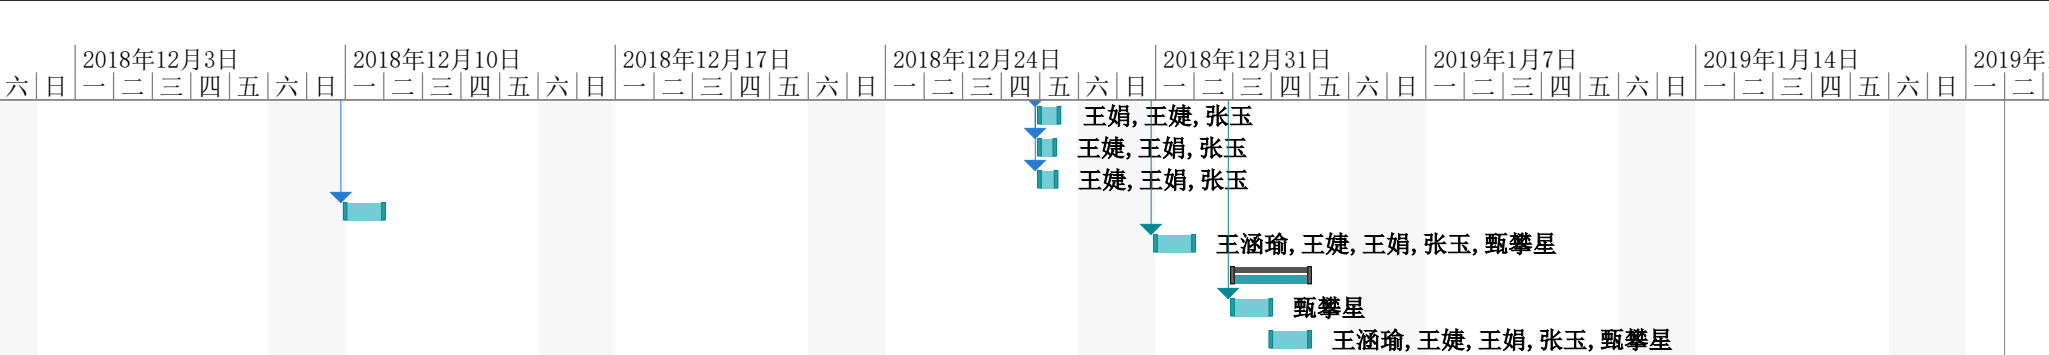 2018年12月3日 2018年12月10日 2018年12月17日 2018年12月24日 2018年12月31日 2019年1月7日 2019年1月14日 2019年
六 日 一 二 三 四 五 六 日 一 二 三 四 五 六 日 一 二 三 四 五 六 日 一 二 三 四 五 六 日 一 二 三 四 五 六 日 一 二 三 四 五 六 日 一 二 三 四 五 六 日 一 二
王娟,王婕,张玉
王婕,王娟,张玉
王婕,王娟,张玉
王涵瑜,王婕,王娟,张玉,甄攀星
甄攀星
王涵瑜,王婕,王娟,张玉,甄攀星